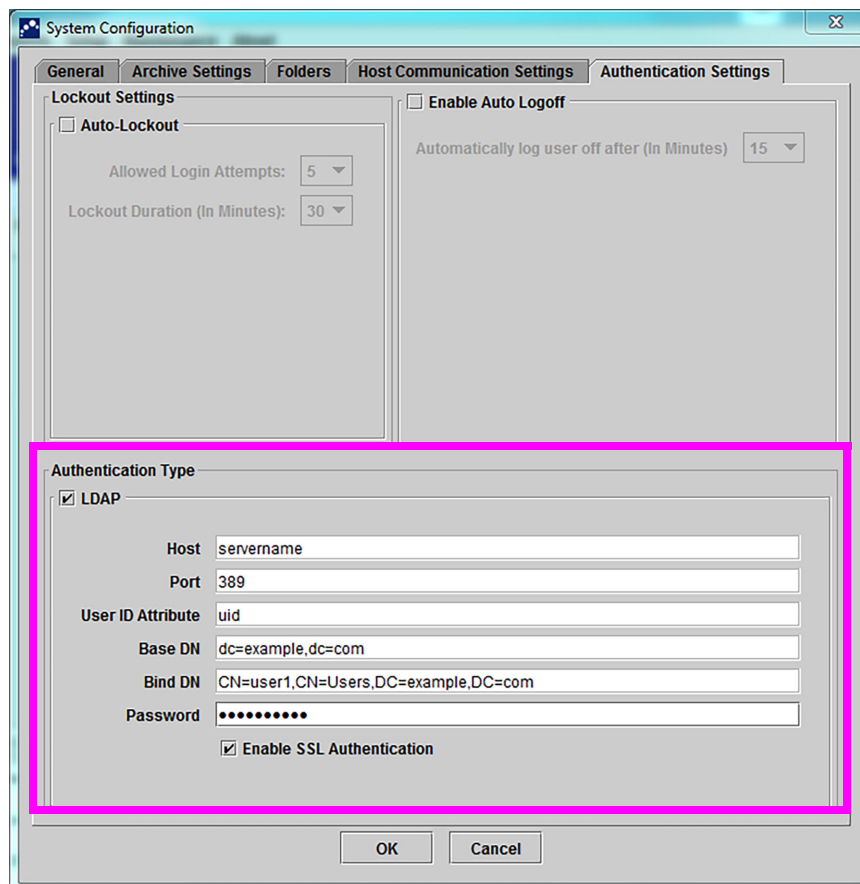 System Configuration
General Archive Settings Folders Host Communication Settings Authentication Settings
Lockout Settings
Auto-Lockout
Allowed Login Attempts: 5
Lockout Duration (In Minutes): 30
Enable Auto Logoff
Automatically log user off after (In Minutes) 15
Authentication Type
LDAP
Host servername
Port 389
User ID Attribute uid
Base DN dc=example,dc=com
Bind DN CN=user1,CN=Users,DC=example,DC=com
Password ••••••••••
Enable SSL Authentication
OK Cancel